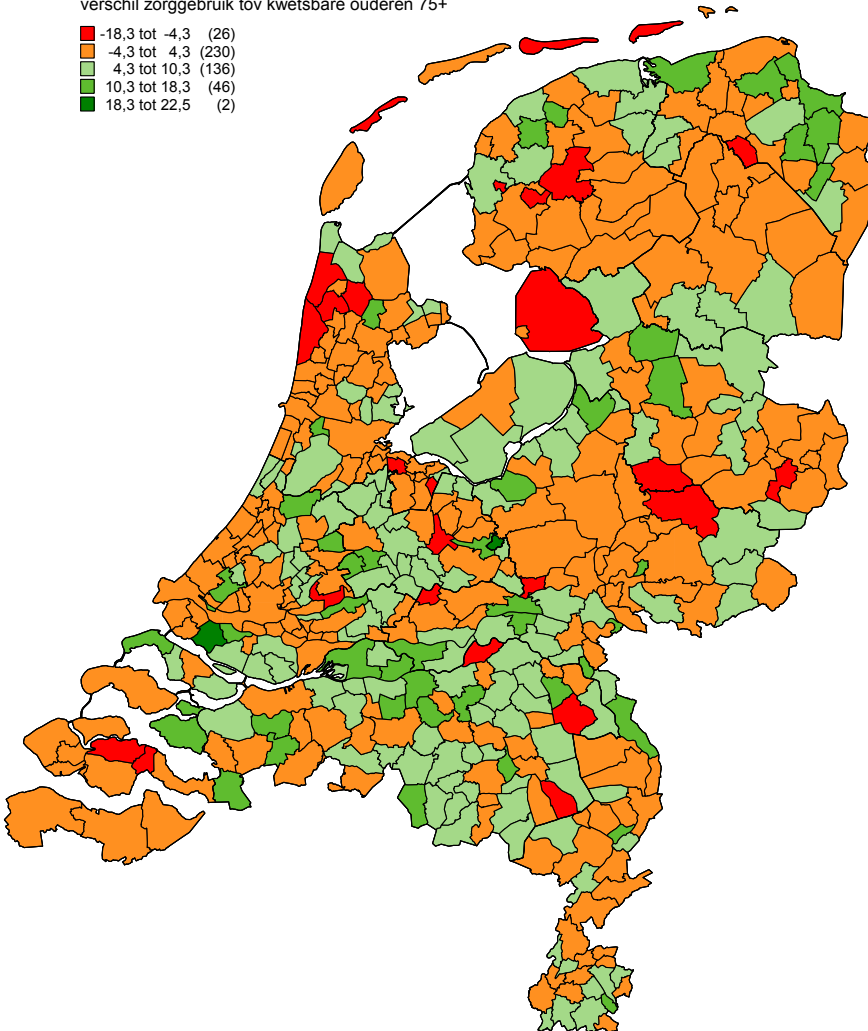 verschil zorggebruik tov kwetsbare ouderen 75+
-18,3 tot -4,3 (26)
-4,3 tot 4,3 (230)
4,3 tot 10,3 (136)
10,3 tot 18,3 (46)
18,3 tot 22,5 (2)